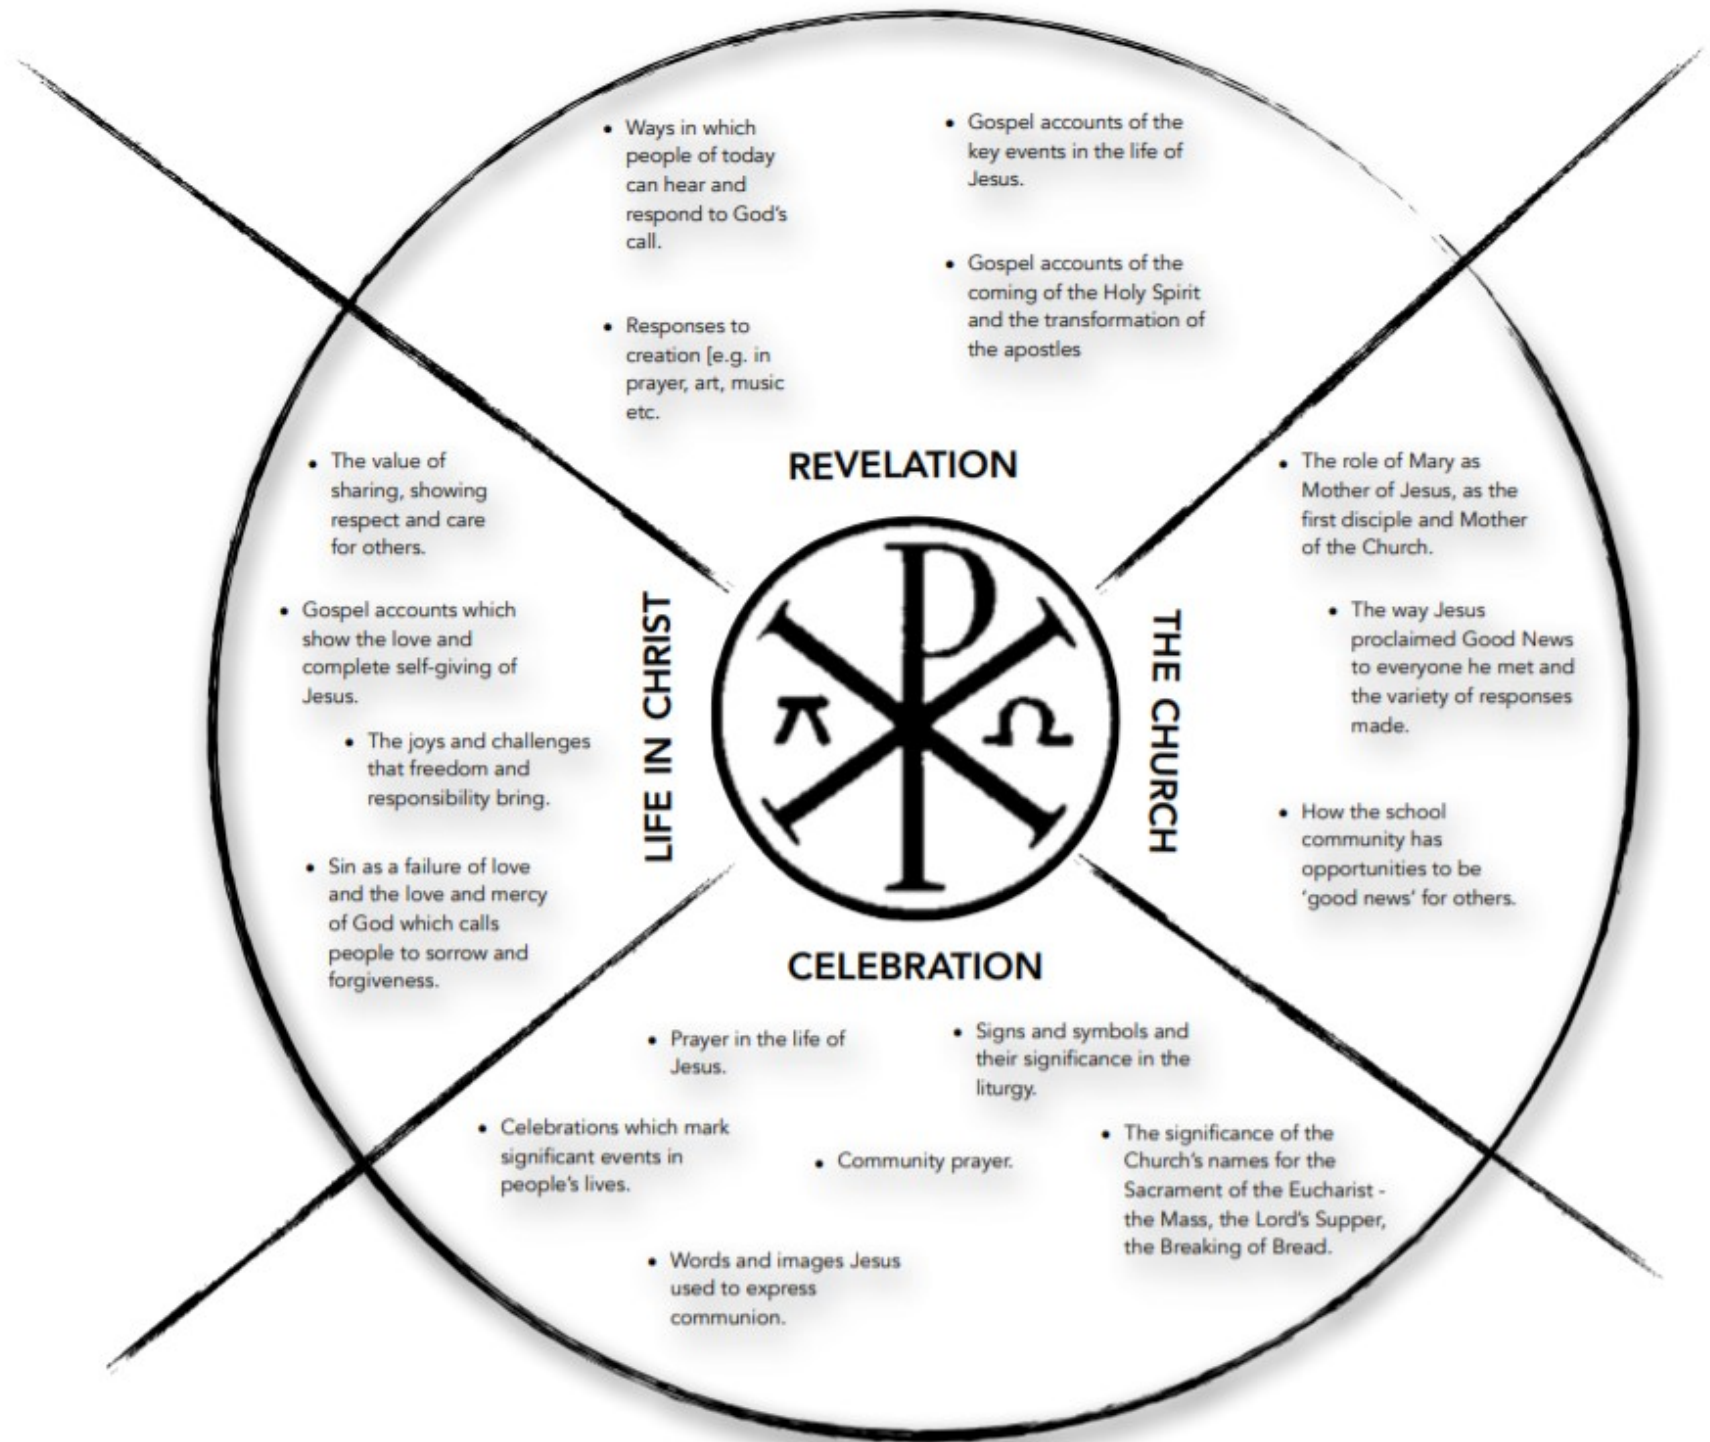 • Ways in which
people of today
can hear and
respond to God's
call.
• Responses to
creation [e.g. in
prayer, art, music
etc.
• Gospel accounts of the
key events in the life of
Jesus.
• Gospel accounts of the
coming of the Holy Spirit
and the transformation of
the apostles
REVELATION
• The value of
sharing, showing
respect and care
for others.
• Gospel accounts which
show the love and
complete self-giving of
Jesus.
• The joys and challenges
that freedom and
responsibility bring.
• Sin as a failure of love
and the love and mercy
of God which calls
people to sorrow and
forgiveness.
LIFE IN CHRIST
Ω
THE CHURCH
• The role of Mary as
Mother of Jesus, as the
first disciple and Mother
of the Church.
• The way Jesus
proclaimed Good News
to everyone he met and
the variety of responses
made.
• How the school
community has
opportunities to be
‘good news’ for others.
CELEBRATION
• Prayer in the life of
Jesus.
• Signs and symbols and
their significance in the
liturgy.
• Celebrations which mark
significant events in
people's lives.
• Community prayer.
• The significance of the
Church's names for the
Sacrament of the Eucharist -
the Mass, the Lord's Supper,
the Breaking of Bread.
• Words and images Jesus
used to express
communion.